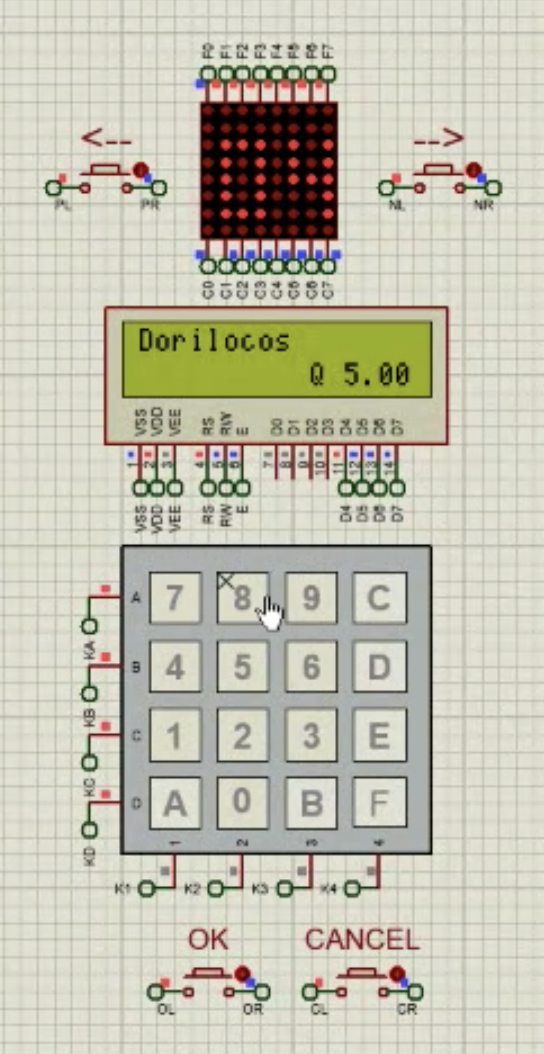 F0 F1 F2 F3 F4 F5 F6 F7
<-- -->
PL PR NL NR
C0 C1 C2 C3 C4 C5 C6 C7
Dorilocos
Q 5.00
VSS VDD VEE RS RW E D0 D1 D2 D3 D4 D5 D6 D7
1 2 3 4 5 6 7 8 9 10 11 12 13 14
VSS VDD VEE RS RW E D4 D5 D6 D7
A 7 8 9 C
KA
B 4 5 6 D
KB
C 1 2 3 E
KC
D A 0 B F
KD
1 2 3 4
K1 K2 K3 K4
OK CANCEL
OL OR CL CR